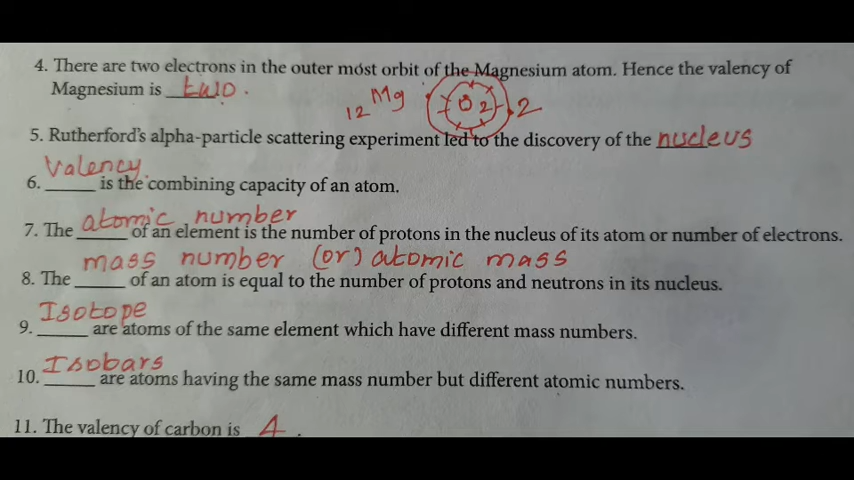 4. There are two electrons in the outer most orbit of the Magnesium atom. Hence the valency of
Magnesium is two.
12 Mg 2 2
5. Rutherford's alpha-particle scattering experiment led to the discovery of the nucleus
Valency
6. _____ is the combining capacity of an atom.
atomic number
7. The _____ of an element is the number of protons in the nucleus of its atom or number of electrons.
mass number (or) atomic mass
8. The _____ of an atom is equal to the number of protons and neutrons in its nucleus.
Isotope
9. _____ are atoms of the same element which have different mass numbers.
Isobars
10. _____ are atoms having the same mass number but different atomic numbers.
11. The valency of carbon is 4.